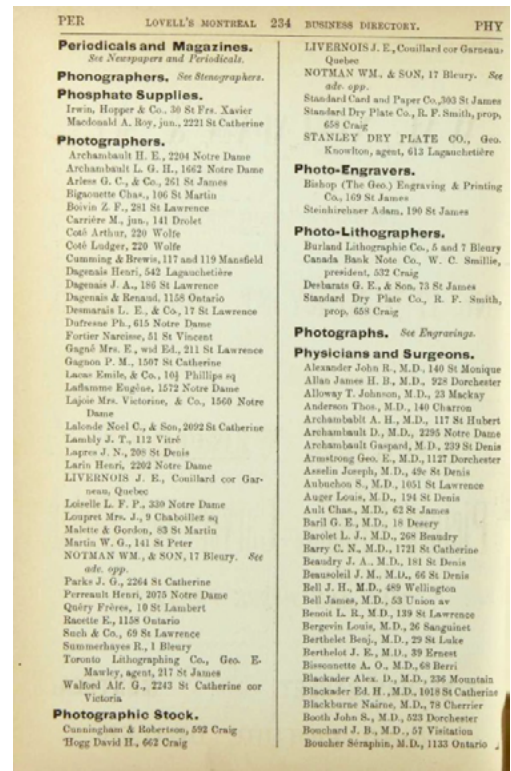 PER LOVELL'S MONTREAL 234 BUSINESS DIRECTORY. PHY
Periodicals and Magazines.
See Newspapers and Periodicals.
Phonographers. See Stenographers.
Phosphate Supplies.
Irwin, Hopper & Co., 30 St Frs. Xavier
Macdonald A. Roy, jun., 2221 St Catherine
Photographers.
Archambault H. E., 2204 Notre Dame
Archambault L. G. H., 1662 Notre Dame
Arless G. C., & Co., 261 St James
Bigaouette Chas., 106 St Martin
Boivin Z. F., 281 St Lawrence
Carrière M., jun., 141 Drolet
Coté Arthur, 220 Wolfe
Coté Ludger, 220 Wolfe
Cumming & Brewis, 117 and 119 Mansfield
Dagenais Henri, 542 Lagauchetière
Dagenais J. A., 186 St Lawrence
Dagenais & Renaud, 1158 Ontario
Desmarais L. E., & Co., 17 St Lawrence
Dufresne Ph., 615 Notre Dame
Fortier Narcisse, 51 St Vincent
Gagné Mrs. E., wid Ed., 211 St Lawrence
Gagnon P. M., 1507 St Catherine
Lucas Emile, & Co., 10½ Phillips sq
Laflamme Eugène, 1572 Notre Dame
Lajoie Mrs. Victorine, & Co., 1560 Notre
Dame
Lalonde Noel C., & Son, 2092 St Catherine
Lambly J. T., 112 Vitré
Lapres J. N., 208 St Denis
Larin Henri, 2202 Notre Dame
LIVERNOIS J. E., Couillard cor Gar-
neau, Quebec
Loiselle L. F. P., 330 Notre Dame
Loupret Mrs. J., 9 Chaboillez sq
Malette & Gordon, 83 St Martin
Martin W. G., 141 St Peter
NOTMAN WM., & SON, 17 Bleury. See
adv. opp.
Parks J. G., 2264 St Catherine
Perreault Henri, 2075 Notre Dame
Quéry Frères, 10 St Lambert
Racette E., 1158 Ontario
Such & Co., 69 St Lawrence
Summerhayes R., 1 Bleury
Toronto Lithographing Co., Geo. E.
Mawley, agent, 217 St James
Walford Alf. G., 2243 St Catherine cor
Victoria
Photographic Stock.
Cunningham & Robertson, 592 Craig
Hogg David H., 662 Craig
LIVERNOIS J. E., Couillard cor Garneau,
Quebec
NOTMAN WM., & SON, 17 Bleury. See
adv. opp.
Standard Card and Paper Co., 303 St James
Standard Dry Plate Co., R. F. Smith, prop,
658 Craig
STANLEY DRY PLATE CO., Geo.
Knowlton, agent, 613 Lagauchetière
Photo-Engravers.
Bishop (The Geo.) Engraving & Printing
Co., 169 St James
Steinhirchner Adam, 190 St James
Photo-Lithographers.
Burland Lithographic Co., 5 and 7 Bleury
Canada Bank Note Co., W. C. Smillie,
president, 532 Craig
Desbarats G. E., & Son, 73 St James
Standard Dry Plate Co., R. F. Smith,
prop, 658 Craig
Photographs. See Engravings.
Physicians and Surgeons.
Alexander John R., M.D., 140 St Monique
Allan James H. B., M.D., 928 Dorchester
Alloway T. Johnson, M.D., 23 Mackay
Anderson Thos., M.D., 140 Charron
Archambault A. H., M.D., 117 St Hubert
Archambault D., M.D., 2295 Notre Dame
Archambault Gaspard, M.D., 239 St Denis
Armstrong Geo. E., M.D., 1127 Dorchester
Asselin Joseph, M.D., 49c St Denis
Aubuchon S., M.D., 1051 St Lawrence
Auger Louis, M.D., 194 St Denis
Ault Chas., M.D., 62 St James
Baril G. E., M.D., 18 Desery
Barolet L. J., M.D., 268 Beaudry
Barry C. N., M.D., 1721 St Catherine
Beaudry J. A., M.D., 181 St Denis
Beausoleil J. M., M.D., 66 St Denis
Bell J. H., M.D., 489 Wellington
Bell James, M.D., 53 Union av
Benoit L. R., M.D., 139 St Lawrence
Bergevin Louis, M.D., 26 Sanguinet
Berthelet Benj., M.D., 29 St Luke
Berthelot J. E., M.D., 39 Ernest
Bissonnette A. O., M.D., 68 Berri
Blackader Alex. D., M.D., 236 Mountain
Blackader Ed. H., M.D., 1018 St Catherine
Blackburne Nairne, M.D., 78 Cherrier
Booth John S., M.D., 523 Dorchester
Bouchard J. B., M.D., 57 Visitation
Boucher Séraphin, M.D., 1133 Ontario